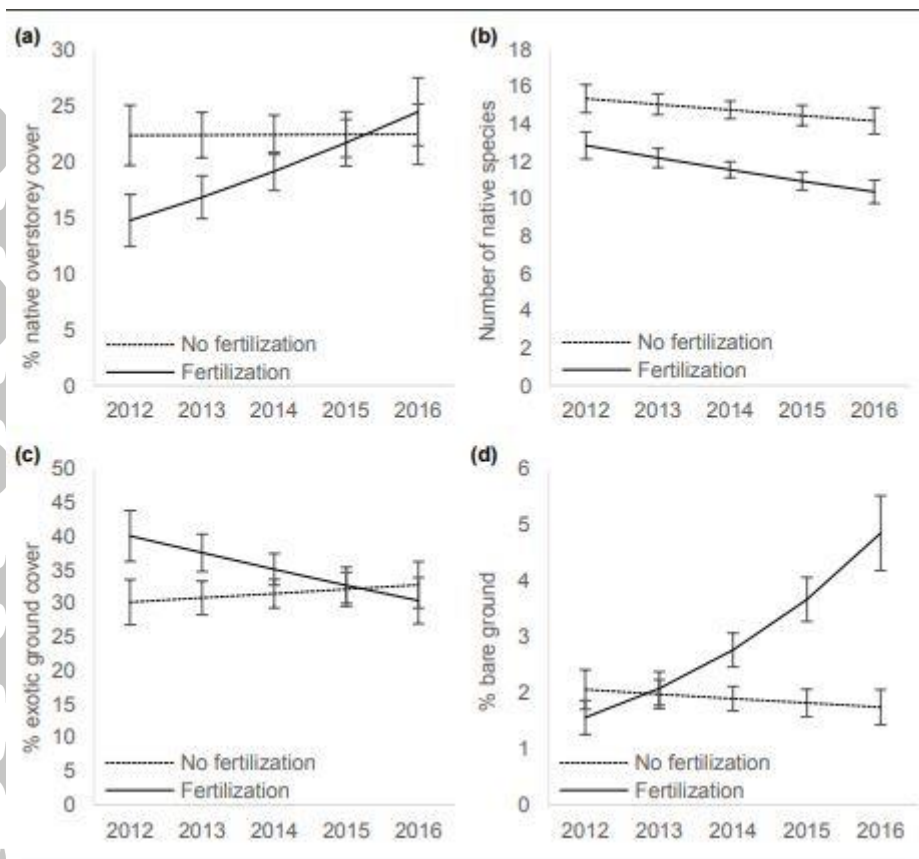 (a)
% native overstorey cover
30
25
20
15
10
5
0
No fertilization
Fertilization
2012 2013 2014 2015 2016
(b)
Number of native species
18
16
14
12
10
8
6
4
2
0
No fertilization
Fertilization
2012 2013 2014 2015 2016
(c)
% exotic ground cover
50
45
40
35
30
25
20
15
10
5
0
No fertilization
Fertilization
2012 2013 2014 2015 2016
(d)
% bare ground
6
5
4
3
2
1
0
No fertilization
Fertilization
2012 2013 2014 2015 2016